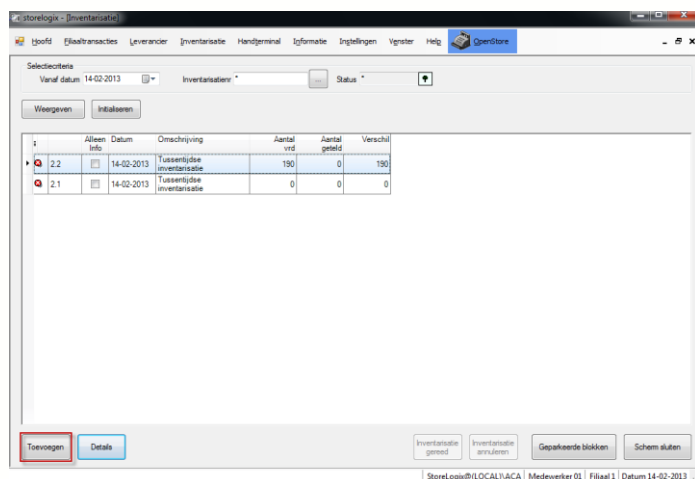 storelogix - [Inventarisatie]
Hoofd Filiaaltransacties Leverancier Inventarisatie Handterminal Informatie Instellingen Venster Help OpenStore
Selectiecriteria
Vanaf datum 14-02-2013 Inventarisatienr * ... Status *
Weergeven Initialiseren
Alleen Info Datum Omschrijving Aantal vrd Aantal geteld Verschil
2.2 14-02-2013 Tussentijdse inventarisatie 190 0 190
2.1 14-02-2013 Tussentijdse inventarisatie 0 0 0
Toevoegen Details Inventarisatie gereed Inventarisatie annuleren Geparkeerde blokken Scherm sluiten
StoreLogix@(LOCAL)\ACA Medewerker 01 Filiaal 1 Datum 14-02-2013